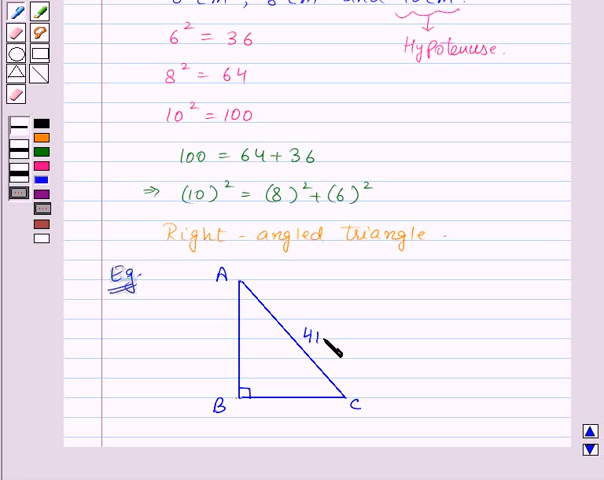 6² = 36
Hypotenuse.
8² = 64
10² = 100
100 = 64 + 36
⇒ (10)² = (8)² + (6)²
Right - angled triangle.
Eg.
A
41
B
C